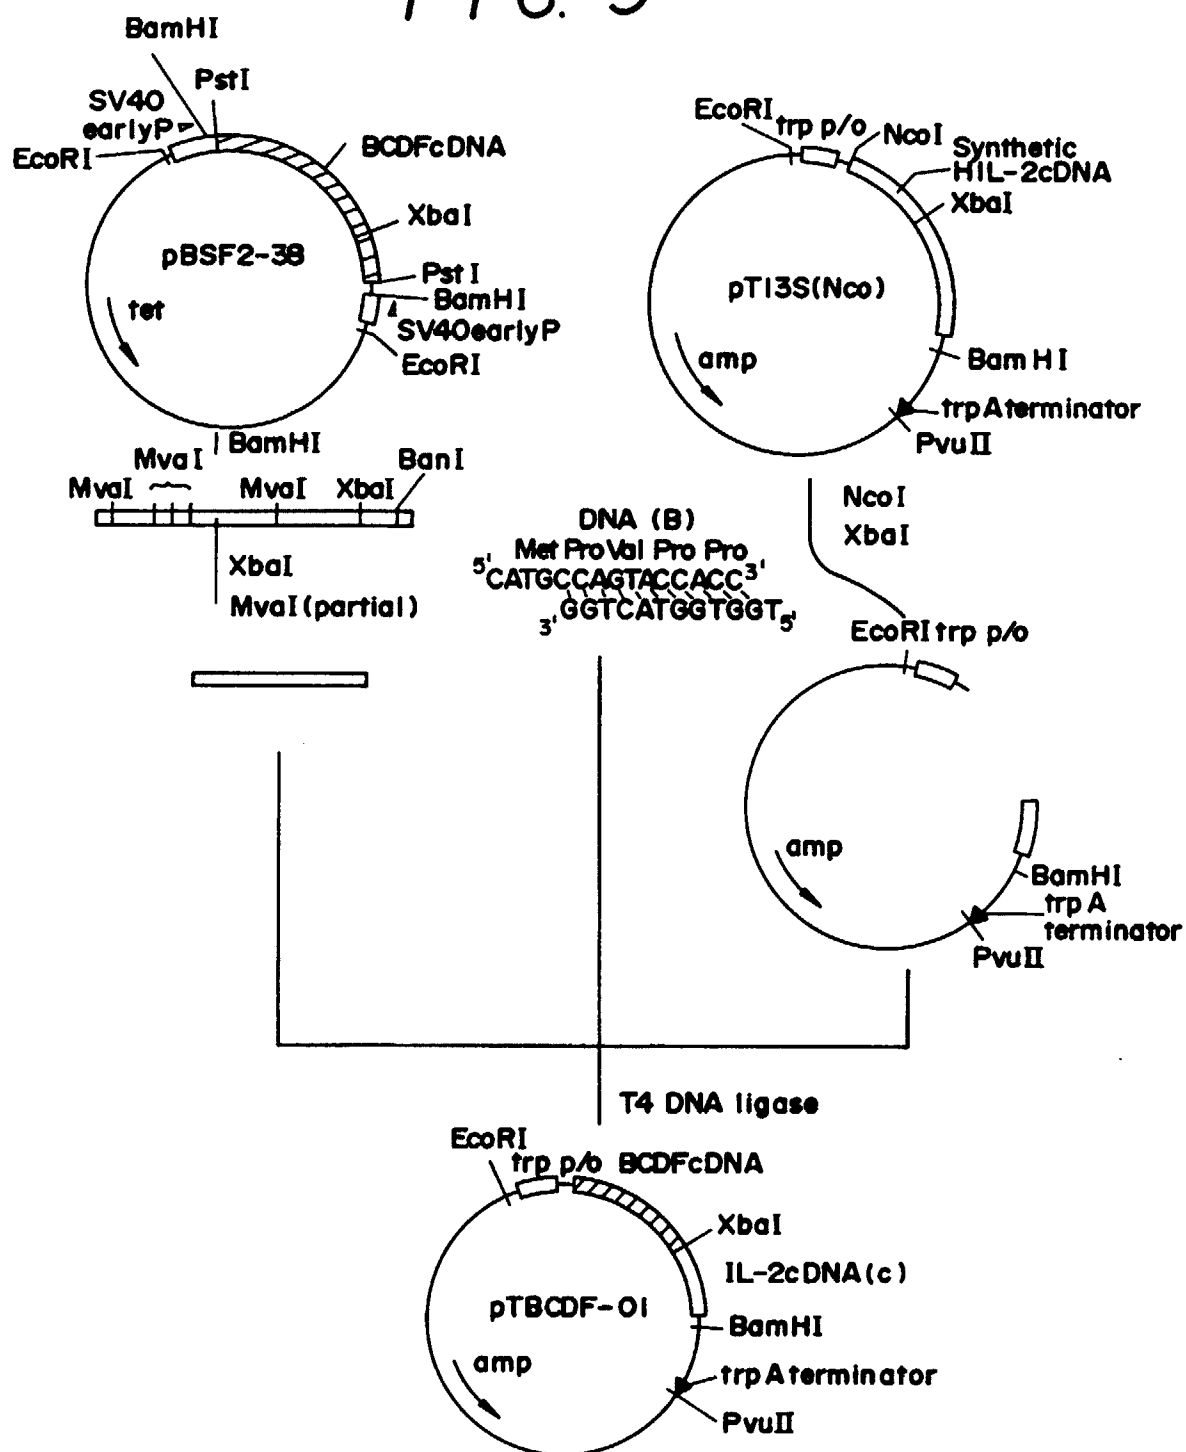 FIG. 5
BamHI
PstI
SV40
earlyP
EcoRI
BCDFcDNA
XbaI
pBSF2-38
PstI
BamHI
tet
SV40earlyP
EcoRI
EcoRI
trp p/o
NcoI
Synthetic
HIL-2cDNA
XbaI
pT13S(Nco)
amp
BamHI
trpAterminator
PvuII
BamHI
MvaI
BanI
MvaI
MvaI
XbaI
XbaI
MvaI(partial)
DNA (B)
Met Pro Val Pro Pro
5' CATGCCAGTACCACC 3'
3' GGTCATGGTGGT 5'
NcoI
XbaI
EcoRI trp p/o
amp
BamHI
trp A
terminator
PvuII
T4 DNA ligase
EcoRI
trp p/o BCDFcDNA
XbaI
IL-2cDNA(c)
pTBCDF-01
BamHI
amp
trpAterminator
PvuII